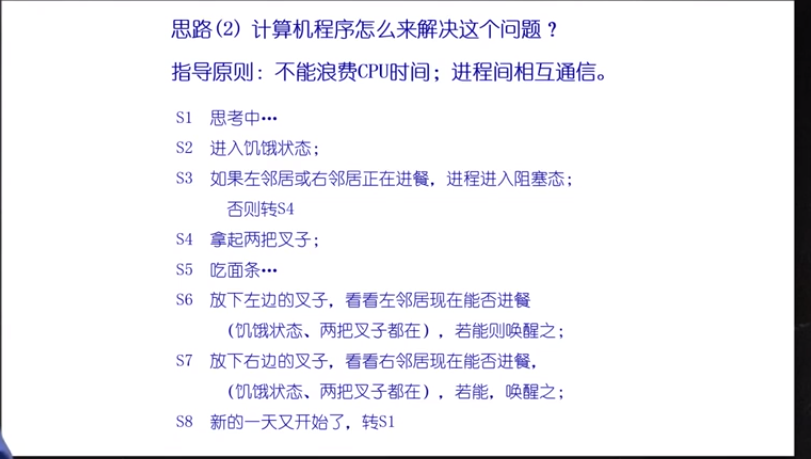 思路(2) 计算机程序怎么来解决这个问题？
指导原则：不能浪费CPU时间；进程间相互通信。
S1 思考中…
S2 进入饥饿状态；
S3 如果左邻居或右邻居正在进餐，进程进入阻塞态；
否则转S4
S4 拿起两把叉子；
S5 吃面条…
S6 放下左边的叉子，看看左邻居现在能否进餐
（饥饿状态、两把叉子都在），若能则唤醒之；
S7 放下右边的叉子，看看右邻居现在能否进餐，
（饥饿状态、两把叉子都在），若能，唤醒之；
S8 新的一天又开始了，转S1